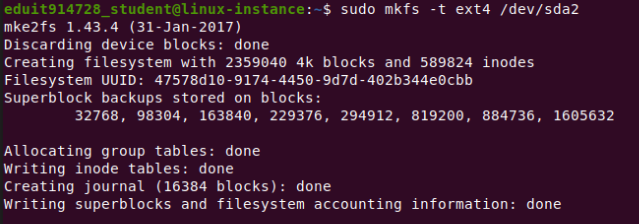 eduit914728_student@linux-instance:~$ sudo mkfs -t ext4 /dev/sda2
mke2fs 1.43.4 (31-Jan-2017)
Discarding device blocks: done
Creating filesystem with 2359040 4k blocks and 589824 inodes
Filesystem UUID: 47578d10-9174-4450-9d7d-402b344e0cbb
Superblock backups stored on blocks:
32768, 98304, 163840, 229376, 294912, 819200, 884736, 1605632
Allocating group tables: done
Writing inode tables: done
Creating journal (16384 blocks): done
Writing superblocks and filesystem accounting information: done